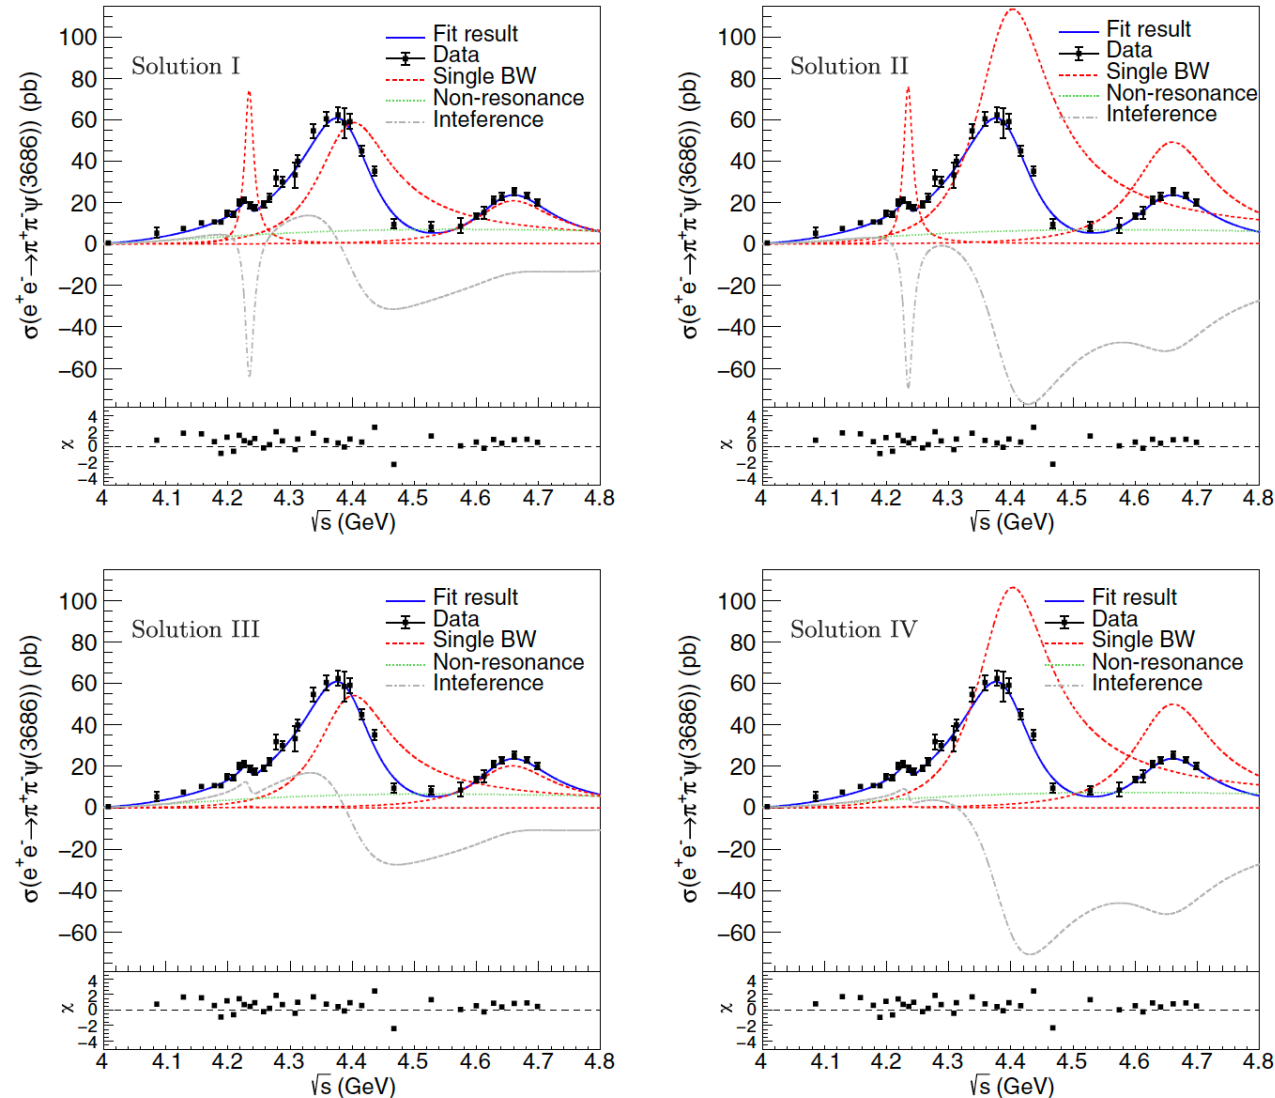 Solution I
Fit result
Data
Single BW
Non-resonance
Inteference
100
80
60
40
20
0
−20
−40
−60
σ(e⁺e⁻→π⁺π⁻ψ(3686)) (pb)
4
2
0
−2
−4
χ
4 4.1 4.2 4.3 4.4 4.5 4.6 4.7 4.8
√s (GeV)
Solution II
Fit result
Data
Single BW
Non-resonance
Inteference
100
80
60
40
20
0
−20
−40
−60
σ(e⁺e⁻→π⁺π⁻ψ(3686)) (pb)
4
2
0
−2
−4
χ
4 4.1 4.2 4.3 4.4 4.5 4.6 4.7 4.8
√s (GeV)
Solution III
Fit result
Data
Single BW
Non-resonance
Inteference
100
80
60
40
20
0
−20
−40
−60
σ(e⁺e⁻→π⁺π⁻ψ(3686)) (pb)
4
2
0
−2
−4
χ
4 4.1 4.2 4.3 4.4 4.5 4.6 4.7 4.8
√s (GeV)
Solution IV
Fit result
Data
Single BW
Non-resonance
Inteference
100
80
60
40
20
0
−20
−40
−60
σ(e⁺e⁻→π⁺π⁻ψ(3686)) (pb)
4
2
0
−2
−4
χ
4 4.1 4.2 4.3 4.4 4.5 4.6 4.7 4.8
√s (GeV)